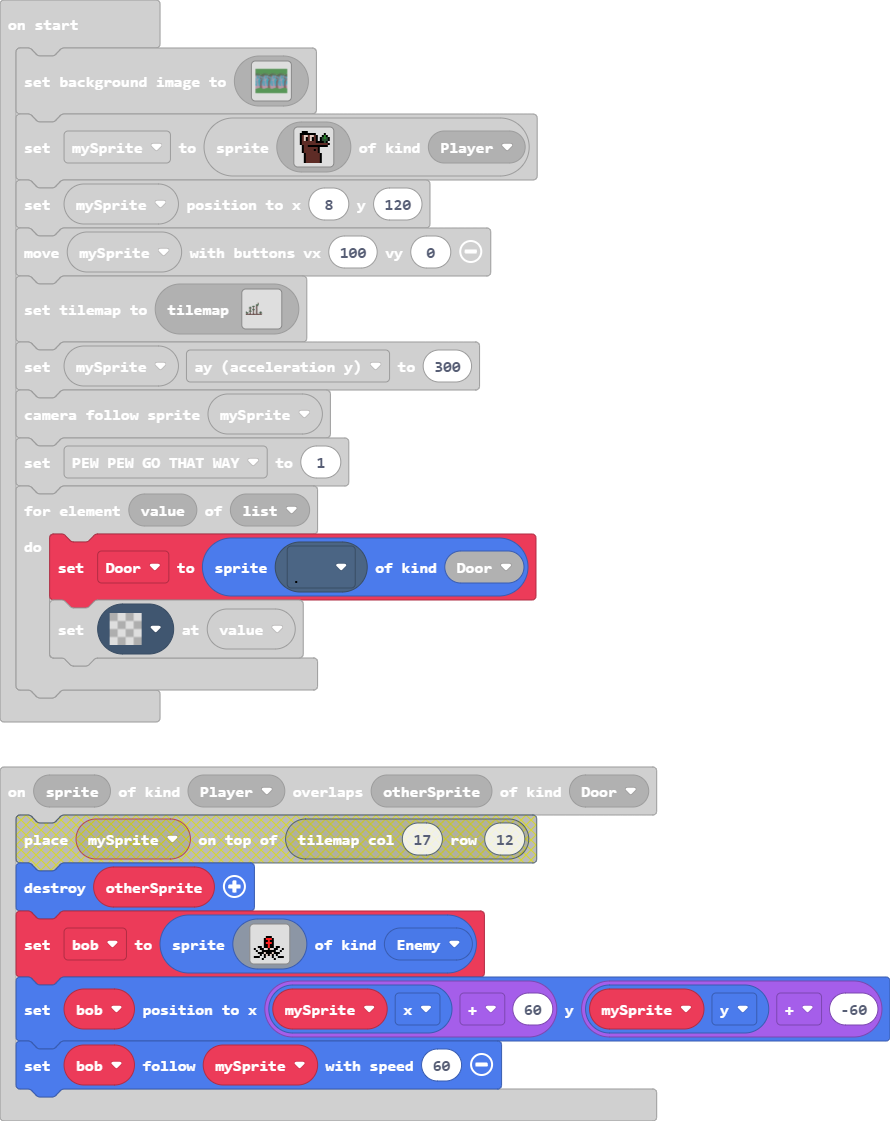 on start
set background image to
set mySprite to sprite of kind Player
set mySprite position to x 8 y 120
move mySprite with buttons vx 100 vy 0
set tilemap to tilemap
set mySprite ay (acceleration y) to 300
camera follow sprite mySprite
set PEW PEW GO THAT WAY to 1
for element value of list
do
set Door to sprite of kind Door
set at value
on sprite of kind Player overlaps otherSprite of kind Door
place mySprite on top of tilemap col 17 row 12
destroy otherSprite
set bob to sprite of kind Enemy
set bob position to x mySprite x + 60 y mySprite y + -60
set bob follow mySprite with speed 60